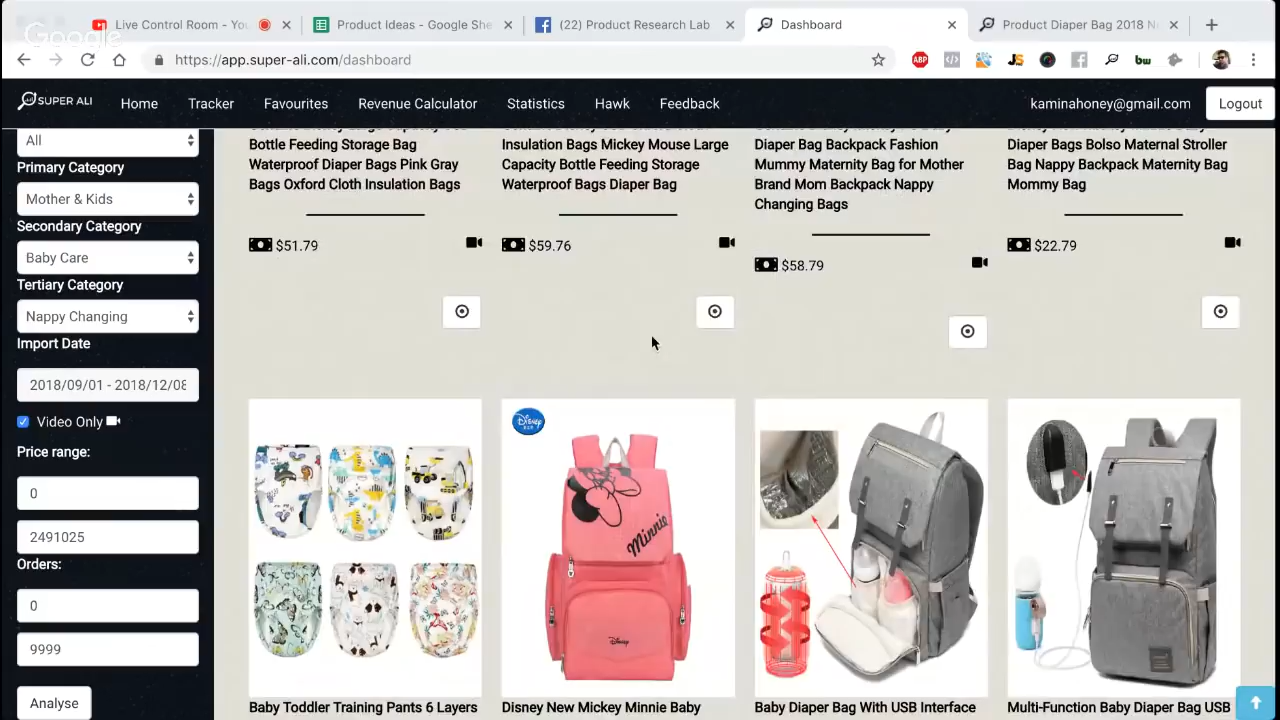 Live Control Room - You
Product Ideas - Google She
(22) Product Research Lab
Dashboard
Product Diaper Bag 2018 N
Google
https://app.super-ali.com/dashboard
ABP
JS
bw
SUPER ALI
Home
Tracker
Favourites
Revenue Calculator
Statistics
Hawk
Feedback
kaminahoney@gmail.com
Logout
All
Primary Category
Mother & Kids
Secondary Category
Baby Care
Tertiary Category
Nappy Changing
Import Date
2018/09/01 - 2018/12/08
Video Only
Price range:
0
2491025
Orders:
0
9999
Analyse
Bottle Feeding Storage Bag
Waterproof Diaper Bags Pink Gray
Bags Oxford Cloth Insulation Bags
$51.79
Insulation Bags Mickey Mouse Large
Capacity Bottle Feeding Storage
Waterproof Bags Diaper Bag
$59.76
Diaper Bag Backpack Fashion
Mummy Maternity Bag for Mother
Brand Mom Backpack Nappy
Changing Bags
$58.79
Diaper Bags Bolso Maternal Stroller
Bag Nappy Backpack Maternity Bag
Mommy Bag
$22.79
Baby Toddler Training Pants 6 Layers
Disney
Minnie
Disney
Disney New Mickey Minnie Baby
Baby Diaper Bag With USB Interface
Multi-Function Baby Diaper Bag USB